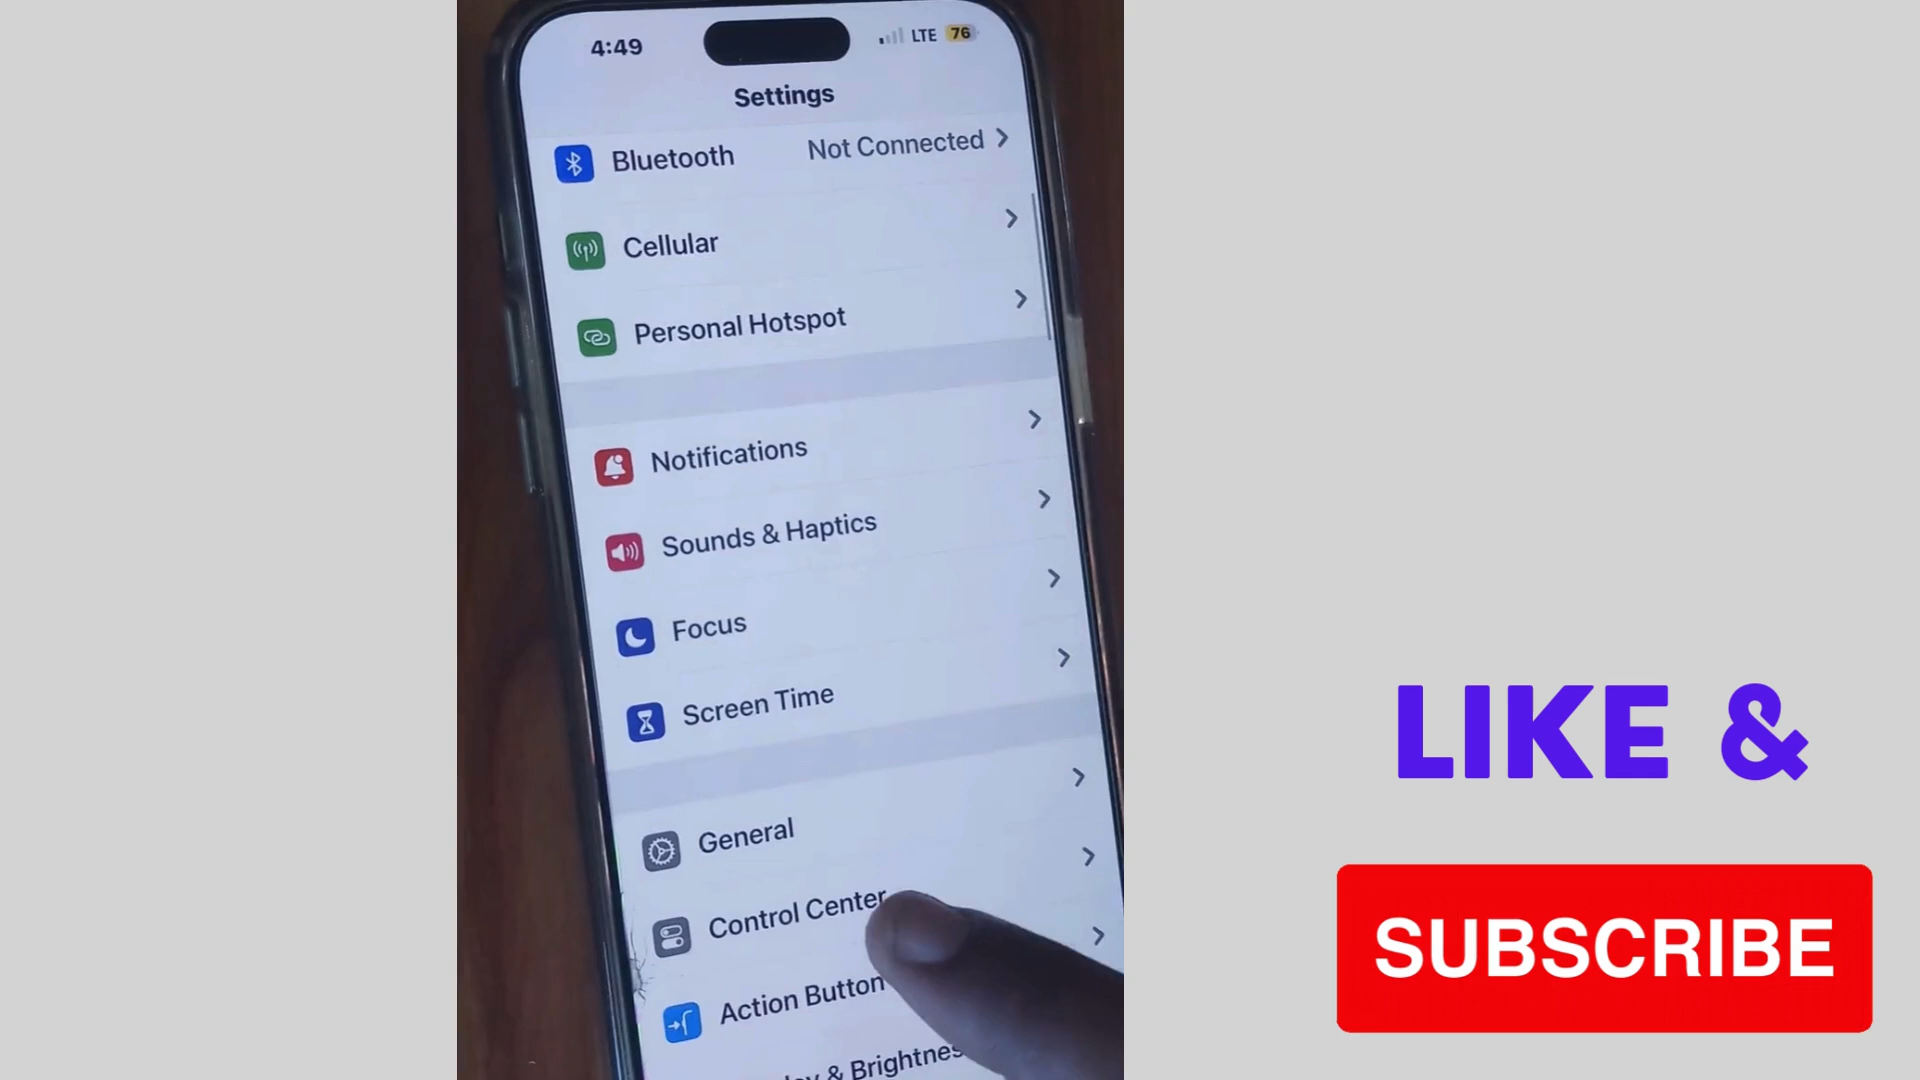 4:49
LTE 76
Settings
Bluetooth Not Connected
Cellular
Personal Hotspot
Notifications
Sounds & Haptics
Focus
Screen Time
General
Control Center
Action Button
& Brightness
LIKE &
SUBSCRIBE